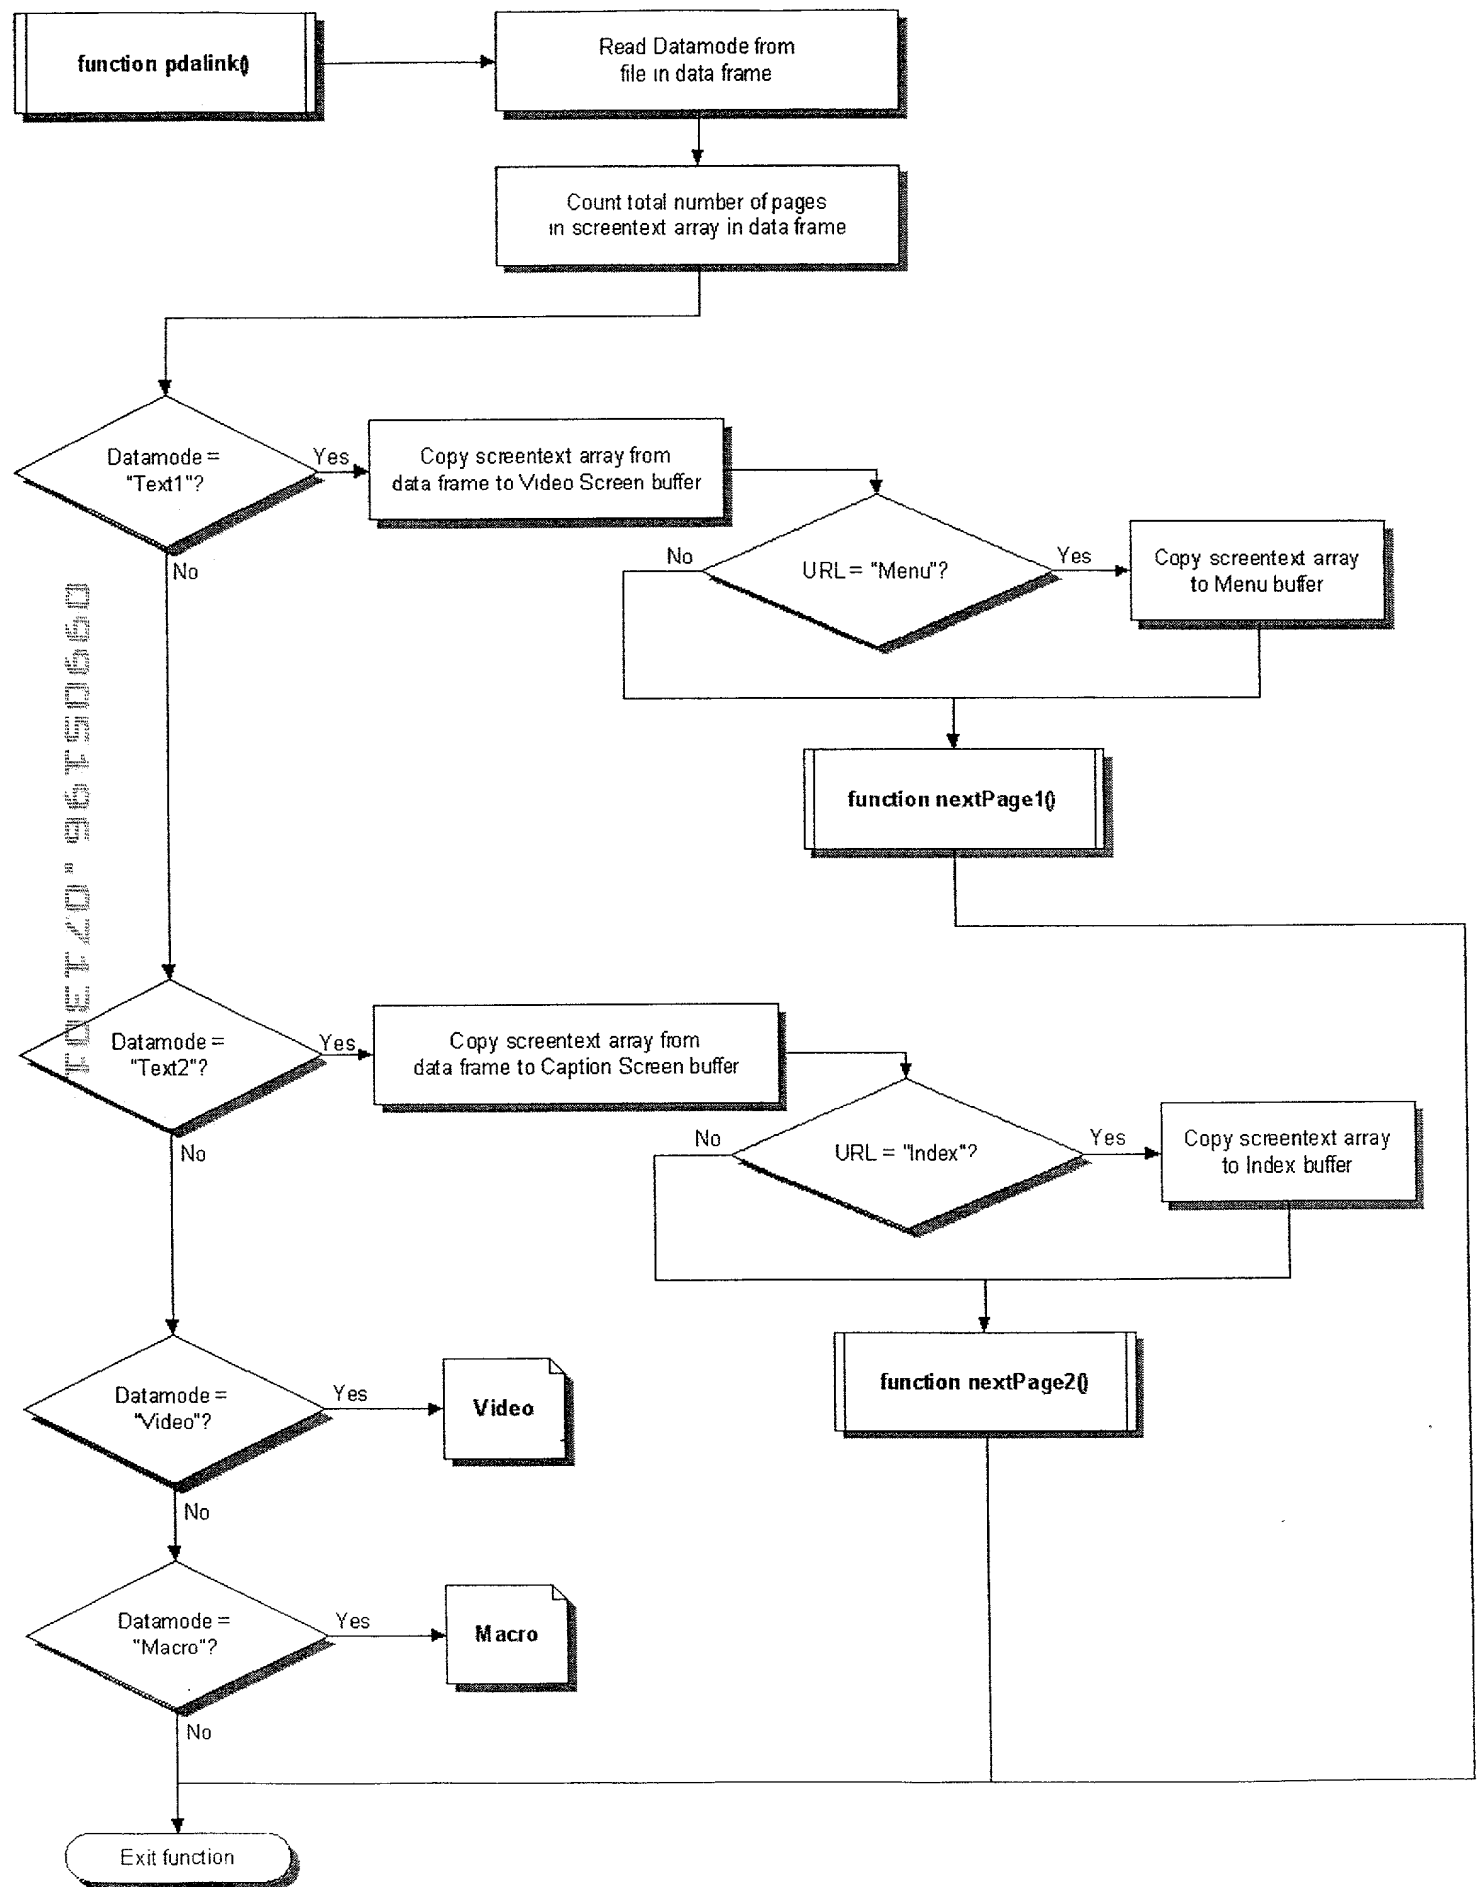 function pdalink()
Read Datamode from
file in data frame
Count total number of pages
in screentext array in data frame
Datamode =
"Text1"?
Yes
Copy screentext array from
data frame to Video Screen buffer
No
URL = "Menu"?
Yes
Copy screentext array
to Menu buffer
No
function nextPage1()
09905196.071301
Datamode =
"Text2"?
Yes
Copy screentext array from
data frame to Caption Screen buffer
No
URL = "Index"?
Yes
Copy screentext array
to Index buffer
No
function nextPage2()
Datamode =
"Video"?
Yes
Video
No
Datamode =
"Macro"?
Yes
Macro
No
Exit function